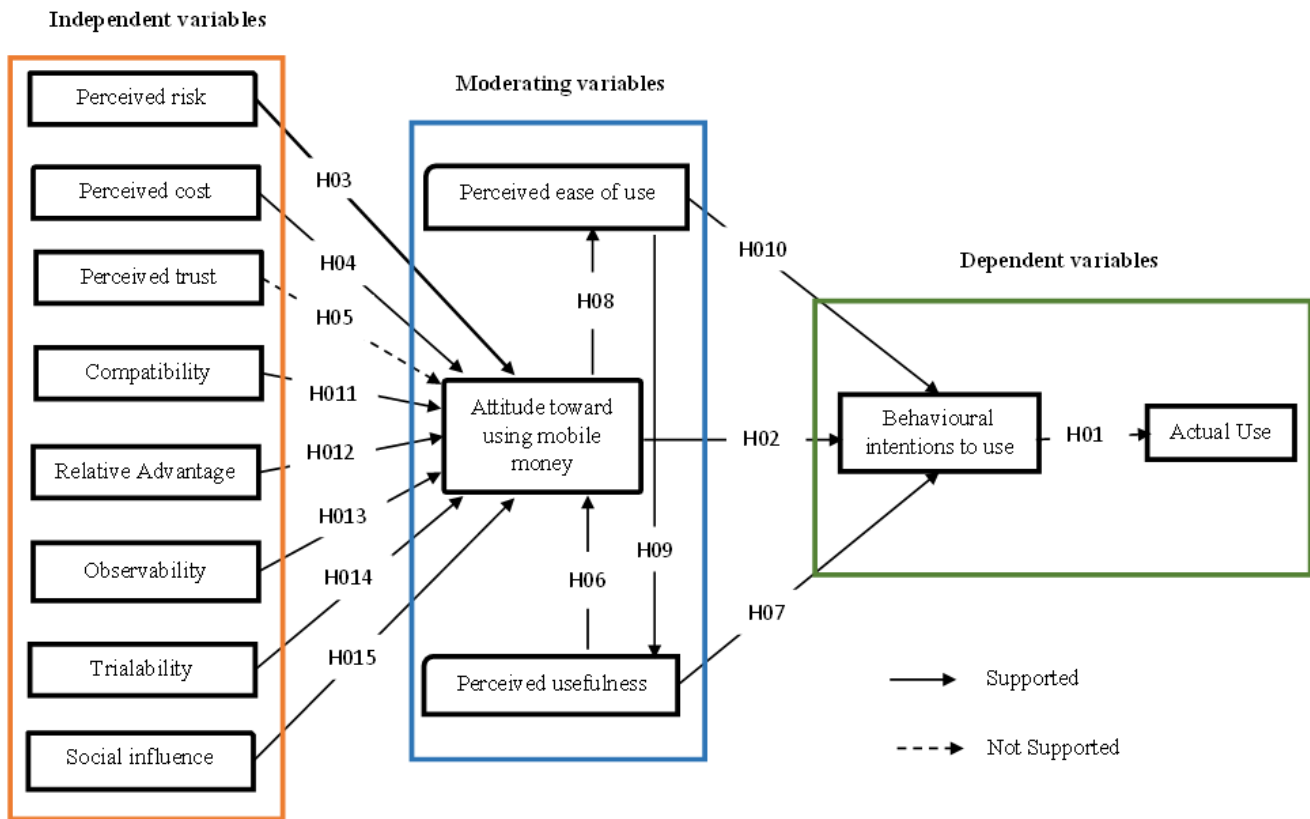 Independent variables
Perceived risk
Perceived cost
Perceived trust
Compatibility
Relative Advantage
Observability
Trialability
Social influence
H03
H04
H05
H011
H012
H013
H014
H015
Moderating variables
Perceived ease of use
H08
Attitude toward
using mobile
money
H09
H06
Perceived usefulness
H010
H02
H07
Dependent variables
Behavioural
intentions to use
H01
Actual Use
Supported
Not Supported